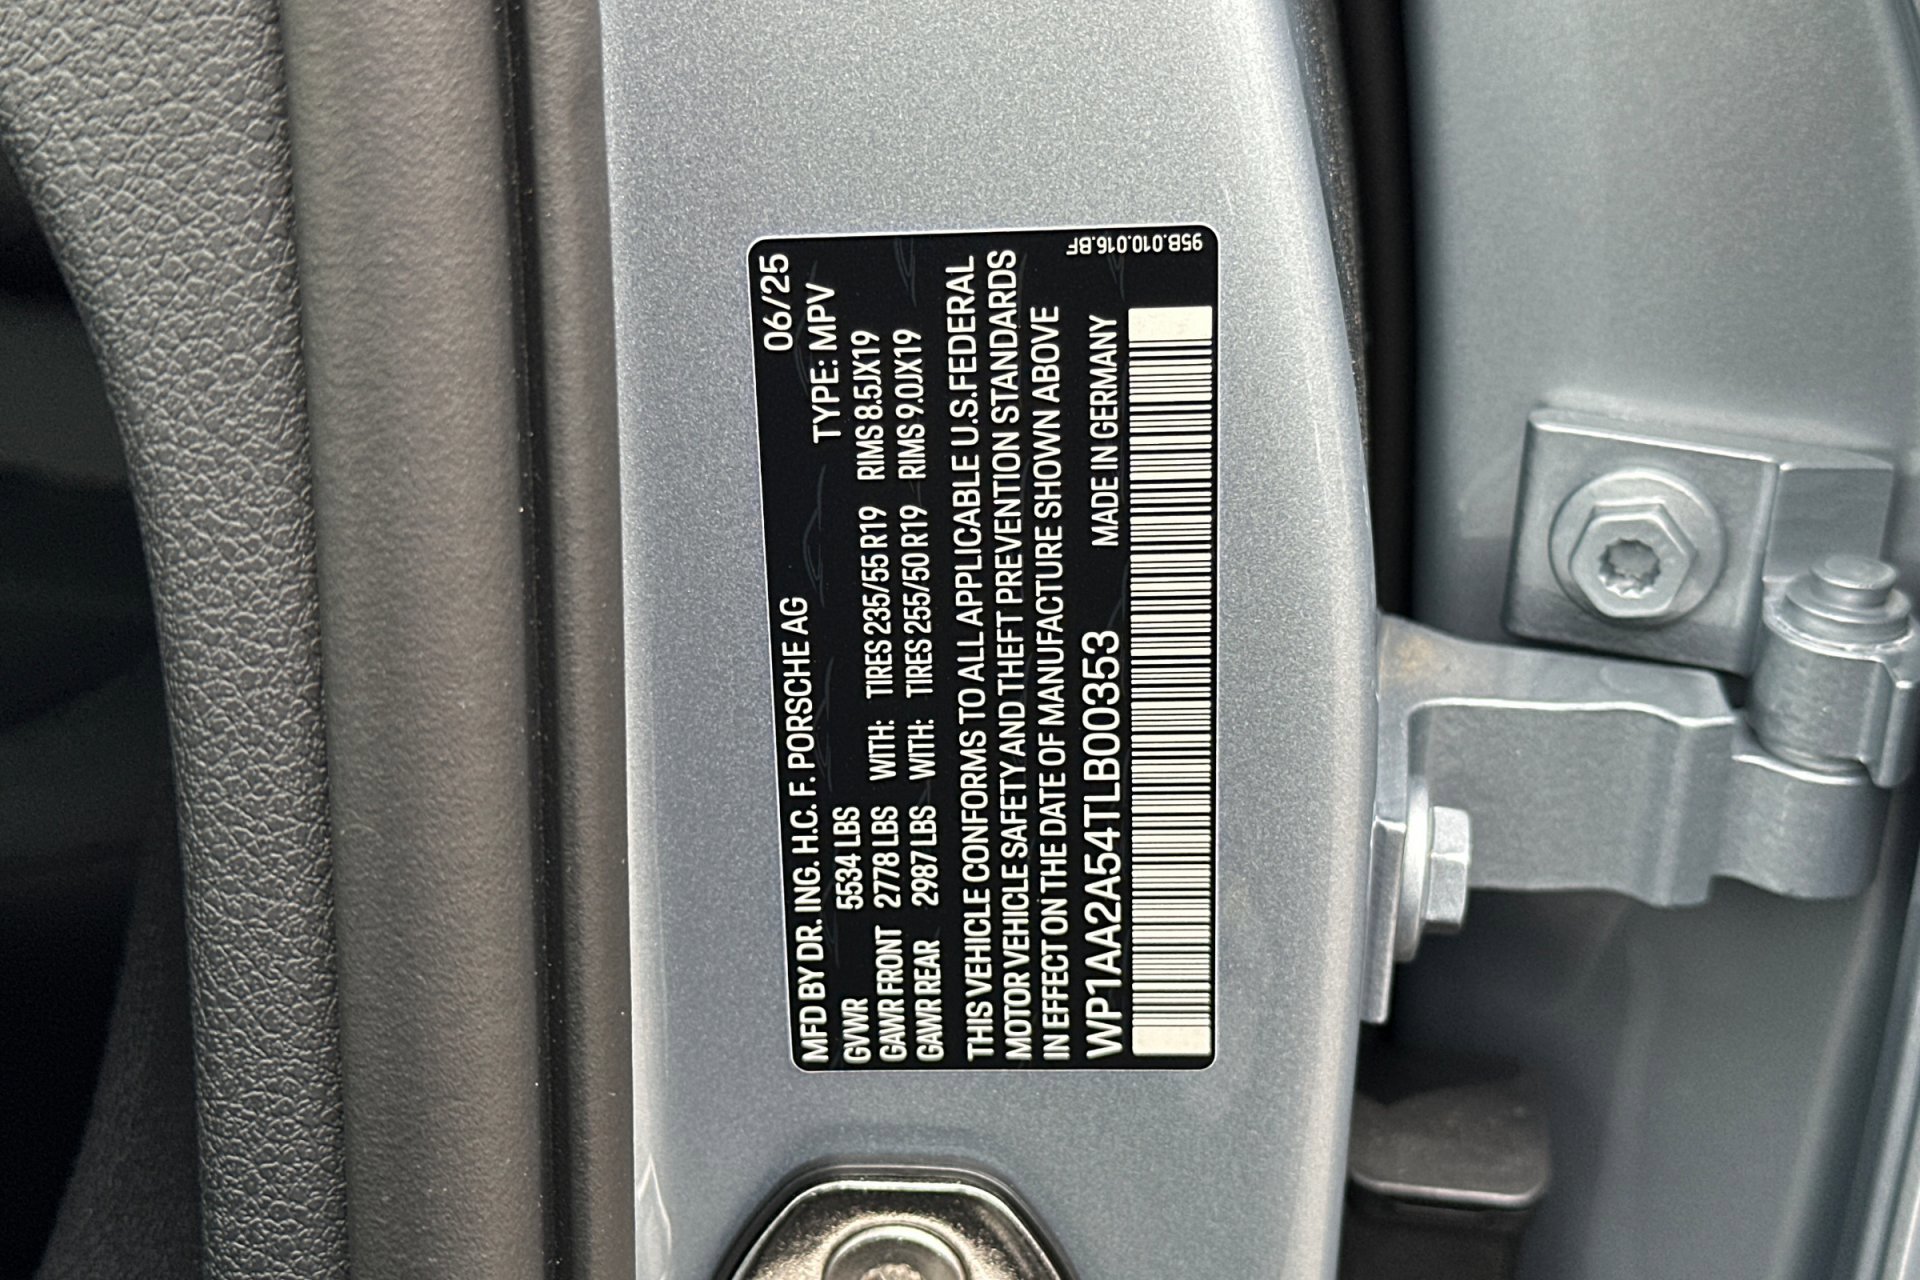 MFD BY DR. ING. H.C. F. PORSCHE AG 06/25
GVWR 5534 LBS TYPE: MPV
GAWR FRONT 2778 LBS WITH: TIRES 235/55 R19 RIMS 8.5JX19
GAWR REAR 2987 LBS WITH: TIRES 255/50 R19 RIMS 9.0JX19
THIS VEHICLE CONFORMS TO ALL APPLICABLE U.S.FEDERAL
MOTOR VEHICLE SAFETY AND THEFT PREVENTION STANDARDS
IN EFFECT ON THE DATE OF MANUFACTURE SHOWN ABOVE
WP1AA2A54TLB00353 MADE IN GERMANY
95B.010.016.BF